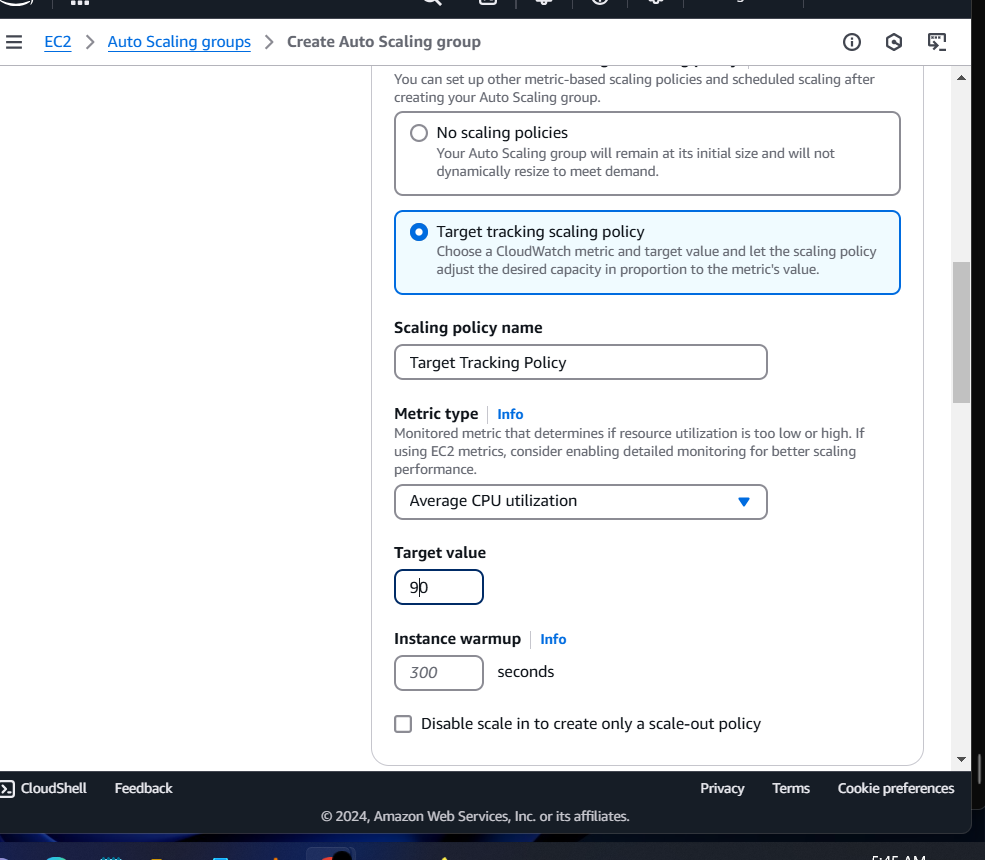 EC2 > Auto Scaling groups > Create Auto Scaling group
You can set up other metric-based scaling policies and scheduled scaling after
creating your Auto Scaling group.
No scaling policies
Your Auto Scaling group will remain at its initial size and will not
dynamically resize to meet demand.
Target tracking scaling policy
Choose a CloudWatch metric and target value and let the scaling policy
adjust the desired capacity in proportion to the metric's value.
Scaling policy name
Target Tracking Policy
Metric type Info
Monitored metric that determines if resource utilization is too low or high. If
using EC2 metrics, consider enabling detailed monitoring for better scaling
performance.
Average CPU utilization
Target value
90
Instance warmup Info
300 seconds
Disable scale in to create only a scale-out policy
CloudShell Feedback Privacy Terms Cookie preferences
© 2024, Amazon Web Services, Inc. or its affiliates.
5:45 AM